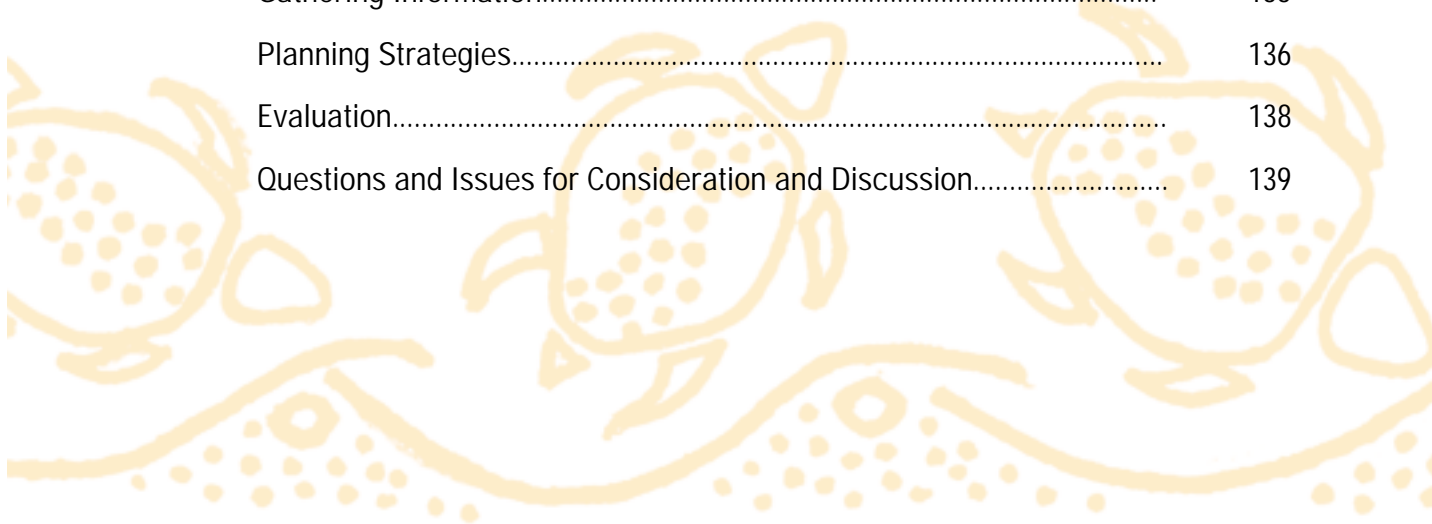 Planning Strategies.......................................................................................... 136
Evaluation........................................................................................................... 138
Questions and Issues for Consideration and Discussion........................... 139